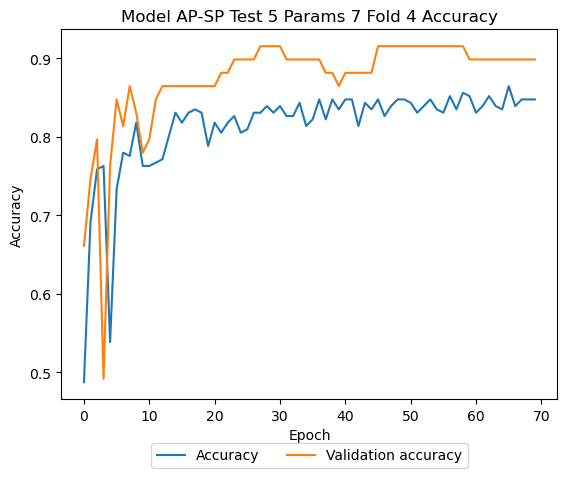 Model AP-SP Test 5 Params 7 Fold 4 Accuracy
Accuracy
0.9
0.8
0.7
0.6
0.5
0 10 20 30 40 50 60 70
Epoch
Accuracy Validation accuracy